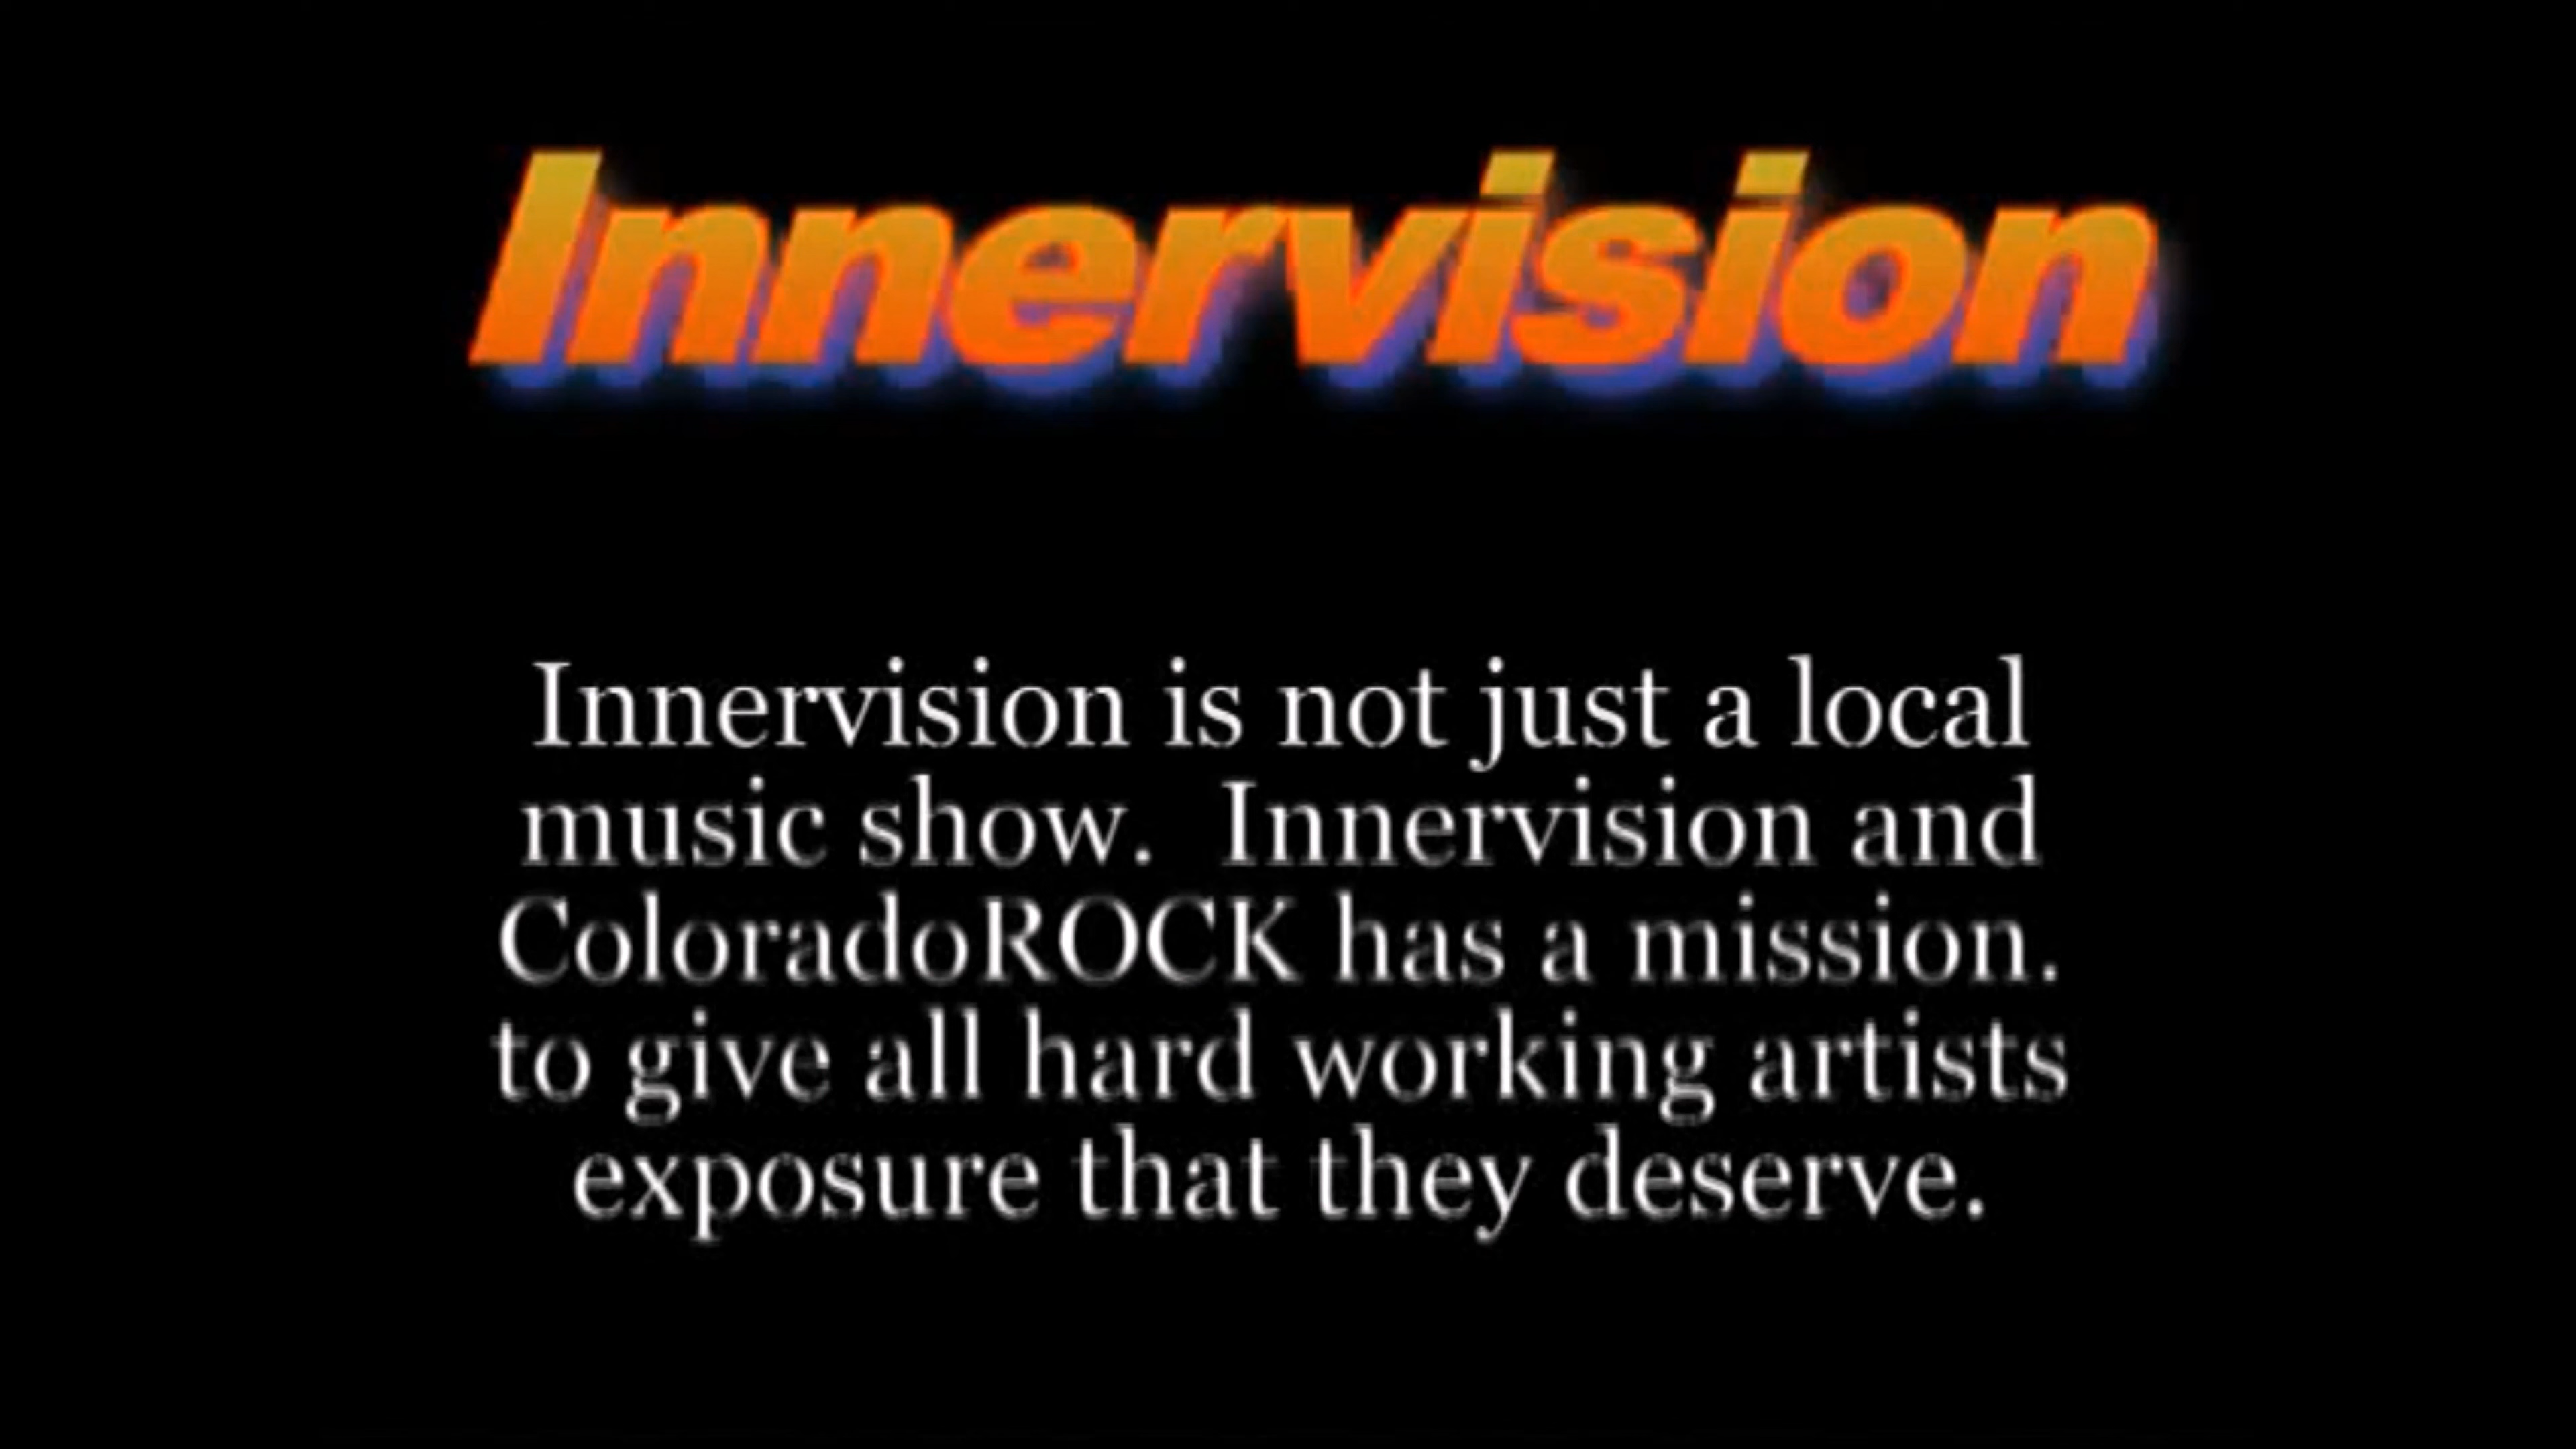 Innervision
Innervision is not just a local
music show.  Innervision and
ColoradoROCK has a mission.
to give all hard working artists
exposure that they deserve.